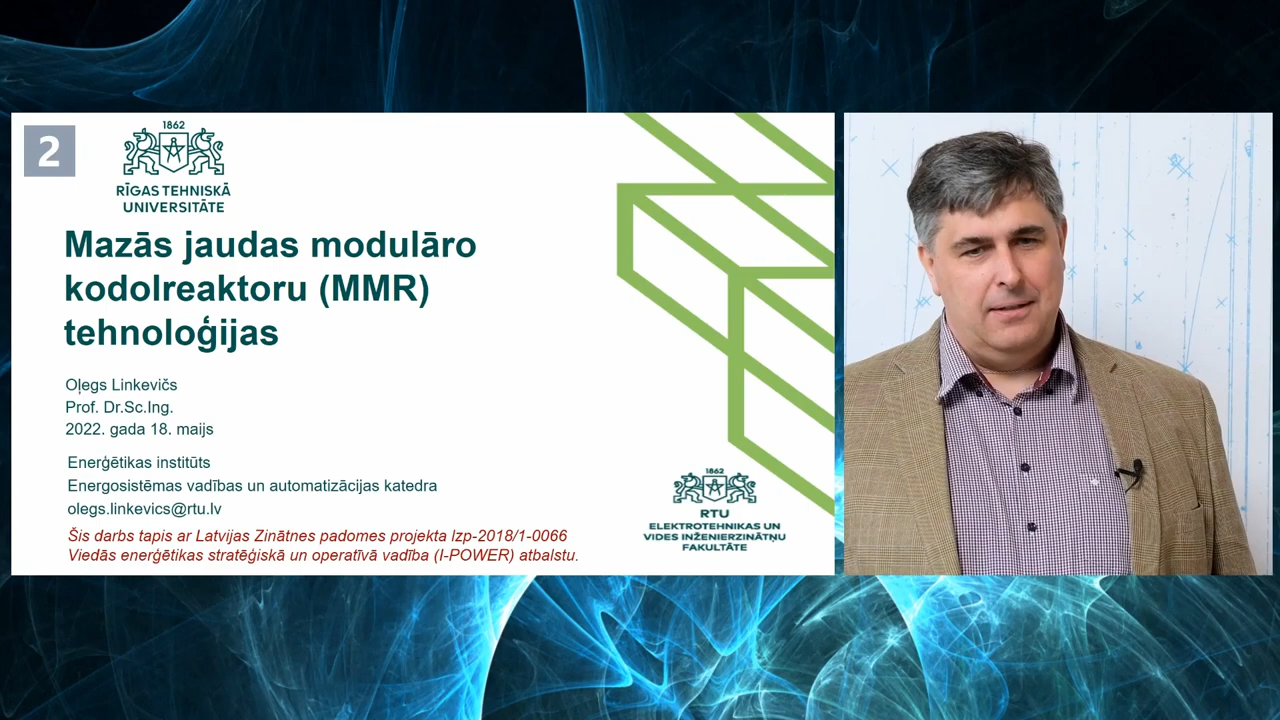 2
1862
RĪGAS TEHNISKĀ
UNIVERSITĀTE
Mazās jaudas modulāro
kodolreaktoru (MMR)
tehnoloģijas
Oļegs Linkevičs
Prof. Dr.Sc.Ing.
2022. gada 18. maijs
Enerģētikas institūts
Energosistēmas vadības un automatizācijas katedra
olegs.linkevics@rtu.lv
Šis darbs tapis ar Latvijas Zinātnes padomes projekta lzp-2018/1-0066
Viedās enerģētikas stratēģiskā un operatīvā vadība (I-POWER) atbalstu.
1862
RTU
ELEKTROTEHNIKAS UN
VIDES INŽENIERZINĀTŅU
FAKULTĀTE